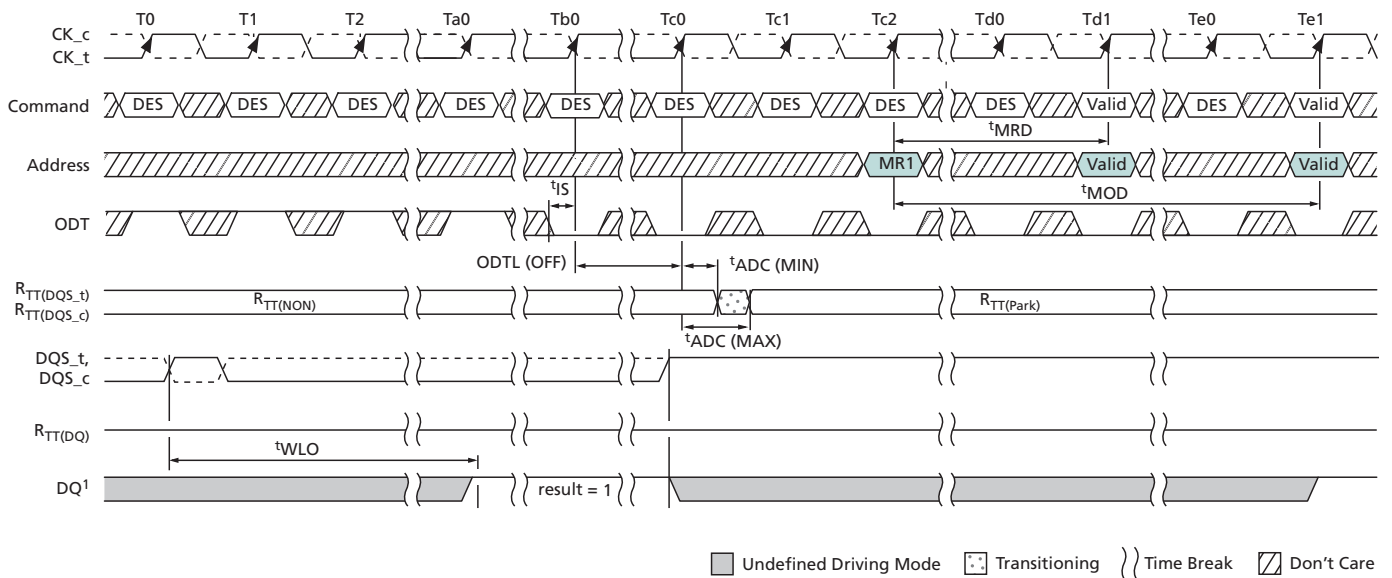 T0 T1 T2 Ta0 Tb0 Tc0 Tc1 Tc2 Td0 Td1 Te0 Te1
CK_c
CK_t
Command DES DES DES DES DES DES DES DES DES Valid DES Valid
tMRD
Address MR1 Valid Valid
tIS
tMOD
ODT
ODTL (OFF) tADC (MIN)
RTT(DQS_t)
RTT(DQS_c)
RTT(NON) RTT(Park)
tADC (MAX)
DQS_t,
DQS_c
RTT(DQ)
tWLO
DQ1 result = 1
Undefined Driving Mode Transitioning Time Break Don't Care